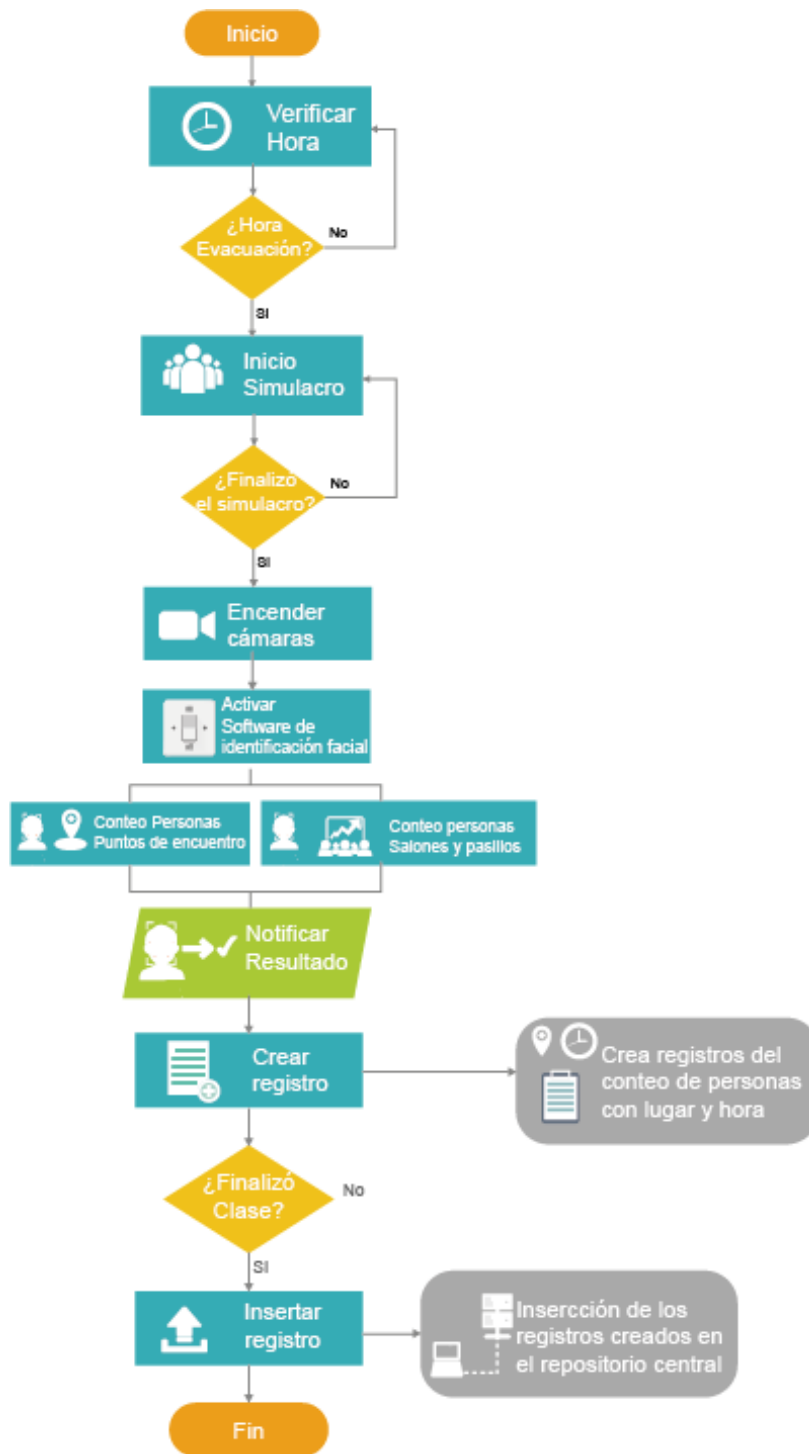 Inicio
Verificar
Hora
¿Hora
Evacuación?
No
SI
Inicio
Simulacro
¿Finalizó
el simulacro?
No
SI
Encender
cámaras
Activar
Software de
identificación facial
Conteo Personas
Puntos de encuentro
Conteo personas
Salones y pasillos
Notificar
Resultado
Crear
registro
Crea registros del
conteo de personas
con lugar y hora
¿Finalizó
Clase?
No
SI
Insertar
registro
Insercción de los
registros creados en
el repositorio central
Fin